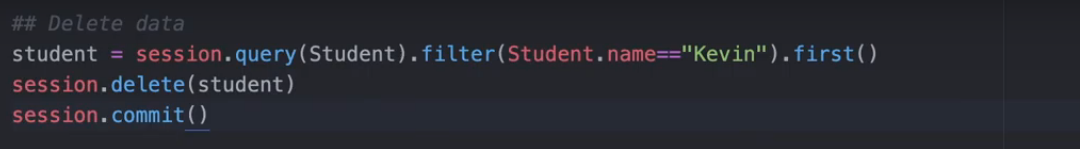 ## Delete data
student = session.query(Student).filter(Student.name=="Kevin").first()
session.delete(student)
session.commit()